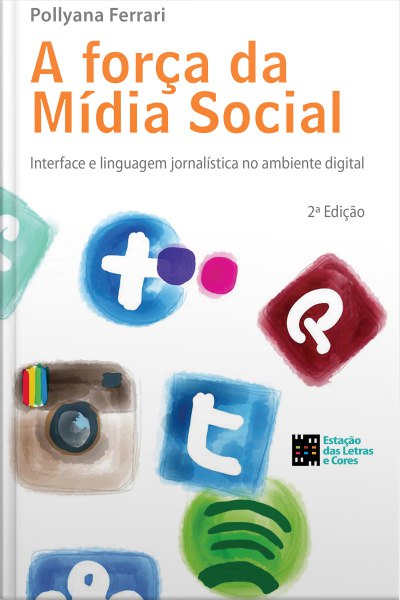 Pollyana Ferrari
A força da
Mídia Social
Interface e linguagem jornalística no ambiente digital
2ª Edição
t
Estação
das Letras
e Cores